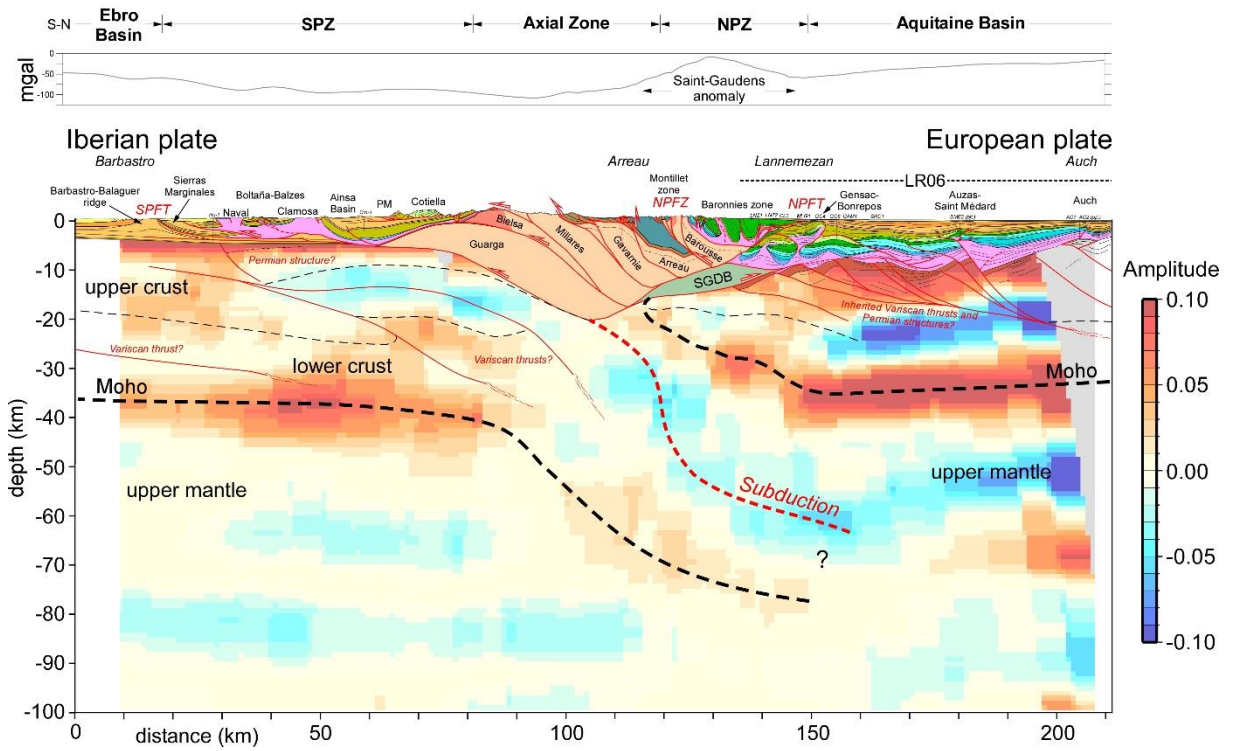 Ebro
Basin
S-N
SPZ
Axial Zone
NPZ
Aquitaine Basin
mgal
0
-50
-100
Saint-Gaudens
anomaly
Iberian plate
European plate
Barbastro
Arreau
Lannemezan
Auch
LR06
Barbastro-Balaguer
ridge
SPFT
Sierras
Marginales
Naval
Boltaña-Balzes
Clamosa
Ainsa
Basin
PM
Cotiella
Montillet
zone
NPFZ
Baronnies zone
NPFT
Gensac-
Bonrepos
Auzas-
Saint Médard
Auch
Bielsa
Guarga
Millares
Gavarnie
Arreau
Barousse
SGDB
Permian structure?
upper crust
Variscan thrust?
lower crust
Variscan thrusts?
Inherited Variscan thrusts and
Permian structures?
Moho
Moho
upper mantle
upper mantle
Subduction
?
depth (km)
0
-10
-20
-30
-40
-50
-60
-70
-80
-90
-100
0
50
100
150
200
distance (km)
Amplitude
0.10
0.05
0.00
-0.05
-0.10